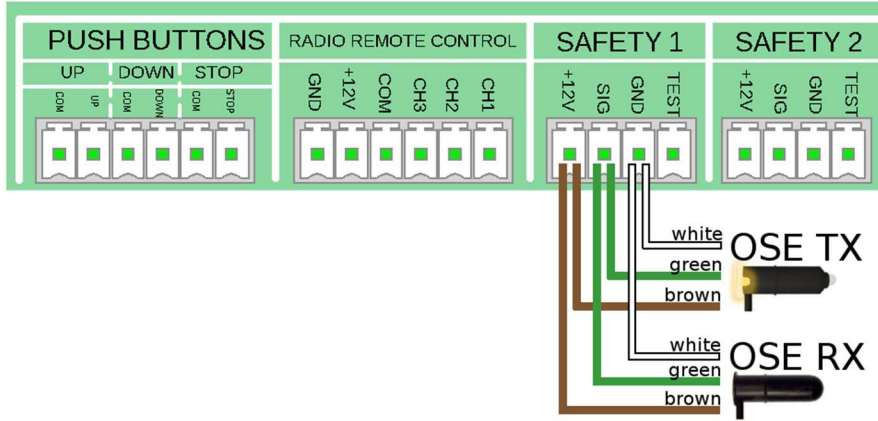 PUSH BUTTONS
UP DOWN STOP
COM UP COM DOWN COM STOP
RADIO REMOTE CONTROL
GND +12V COM CH3 CH2 CH1
SAFETY 1
+12V SIG GND TEST
SAFETY 2
+12V SIG GND TEST
white
green
brown
OSE TX
white
green
brown
OSE RX